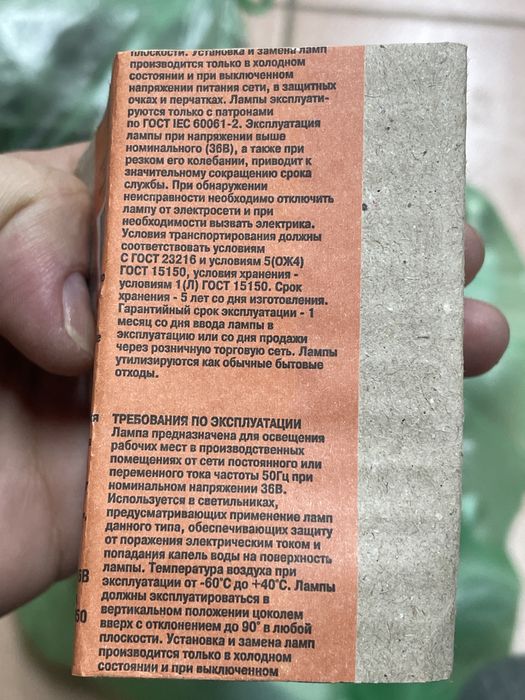 плоскости. Установка и замена ламп
производится только в холодном
состоянии и при выключенном
напряжении питания сети, в защитных
очках и перчатках. Лампы эксплуати-
руются только с патронами
по ГОСТ IEC 60061-2. Эксплуатация
лампы при напряжении выше
номинального (36В), а также при
резком его колебании, приводит к
значительному сокращению срока
службы. При обнаружении
неисправности необходимо отключить
лампу от электросети и при
необходимости вызвать электрика.
Условия транспортирования должны
соответствовать условиям
С ГОСТ 23216 и условиям 5(ОЖ4)
ГОСТ 15150, условия хранения -
условиям 1(Л) ГОСТ 15150. Срок
хранения - 5 лет со дня изготовления.
Гарантийный срок эксплуатации - 1
месяц со дня ввода лампы в
эксплуатацию или со дня продажи
через розничную торговую сеть. Лампы
утилизируются как обычные бытовые
отходы.
ТРЕБОВАНИЯ ПО ЭКСПЛУАТАЦИИ
Лампа предназначена для освещения
рабочих мест в производственных
помещениях от сети постоянного или
переменного тока частоты 50Гц при
номинальном напряжении 36В.
Используется в светильниках,
предусматривающих применение ламп
данного типа, обеспечивающих защиту
от поражения электрическим током и
попадания капель воды на поверхность
лампы. Температура воздуха при
эксплуатации от -60°С до +40°С. Лампы
должны эксплуатироваться в
вертикальном положении цоколем
вверх с отклонением до 90° в любой
плоскости. Установка и замена ламп
производится только в холодном
состоянии и при выключенном